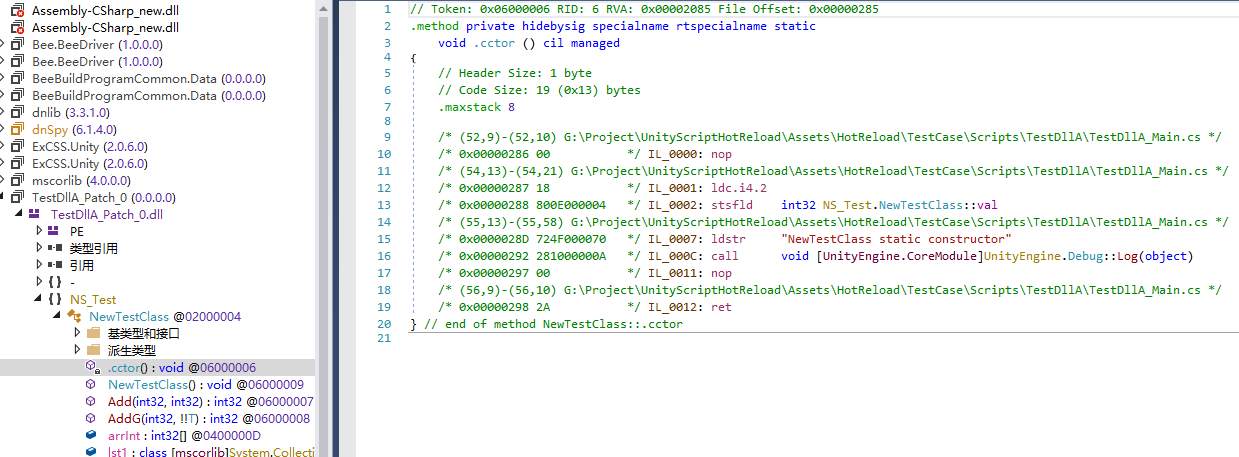 Assembly-CSharp_new.dll
Assembly-CSharp_new.dll
Bee.BeeDriver (1.0.0.0)
Bee.BeeDriver (1.0.0.0)
BeeBuildProgramCommon.Data (0.0.0.0)
BeeBuildProgramCommon.Data (0.0.0.0)
dnlib (3.3.1.0)
dnSpy (6.1.4.0)
ExCSS.Unity (2.0.6.0)
ExCSS.Unity (2.0.6.0)
mscorlib (4.0.0.0)
TestDllA_Patch_0 (0.0.0.0)
TestDllA_Patch_0.dll
PE
类型引用
引用
{ } -
{ } NS_Test
NewTestClass @02000004
基类型和接口
派生类型
.cctor() : void @06000006
NewTestClass() : void @06000009
Add(int32, int32) : int32 @06000007
AddG(int32, !!T) : int32 @06000008
arrInt : int32[] @0400000D
lst1 : class [mscorlib]System.Collecti
1 // Token: 0x06000006 RID: 6 RVA: 0x00002085 File Offset: 0x00000285
2 .method private hidebysig specialname rtspecialname static
3 void .cctor () cil managed
4 {
5 // Header Size: 1 byte
6 // Code Size: 19 (0x13) bytes
7 .maxstack 8
8
9 /* (52,9)-(52,10) G:\Project\UnityScriptHotReload\Assets\HotReload\TestCase\Scripts\TestDllA\TestDllA_Main.cs */
10 /* 0x00000286 00 */ IL_0000: nop
11 /* (54,13)-(54,21) G:\Project\UnityScriptHotReload\Assets\HotReload\TestCase\Scripts\TestDllA\TestDllA_Main.cs */
12 /* 0x00000287 18 */ IL_0001: ldc.i4.2
13 /* 0x00000288 800E000004 */ IL_0002: stsfld int32 NS_Test.NewTestClass::val
14 /* (55,13)-(55,58) G:\Project\UnityScriptHotReload\Assets\HotReload\TestCase\Scripts\TestDllA\TestDllA_Main.cs */
15 /* 0x0000028D 724F000070 */ IL_0007: ldstr "NewTestClass static constructor"
16 /* 0x00000292 281000000A */ IL_000C: call void [UnityEngine.CoreModule]UnityEngine.Debug::Log(object)
17 /* 0x00000297 00 */ IL_0011: nop
18 /* (56,9)-(56,10) G:\Project\UnityScriptHotReload\Assets\HotReload\TestCase\Scripts\TestDllA\TestDllA_Main.cs */
19 /* 0x00000298 2A */ IL_0012: ret
20 } // end of method NewTestClass::.cctor
21